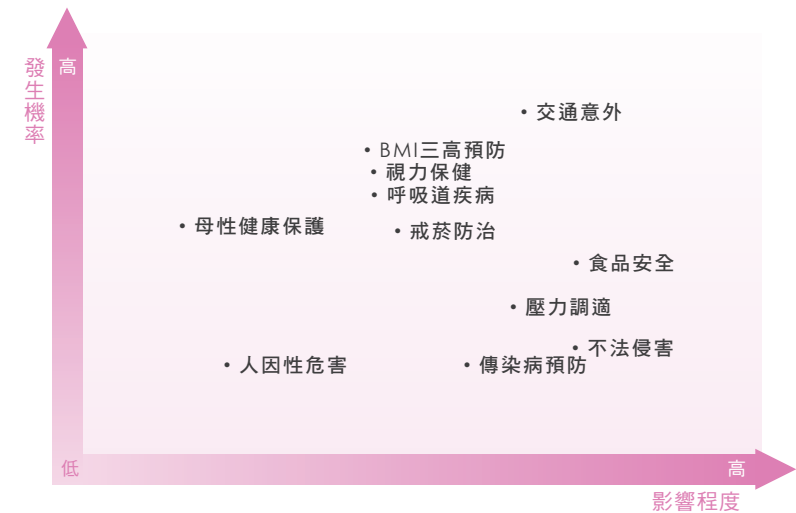 發生機率
高
• 交通意外
• BMI三高預防
• 視力保健
• 呼吸道疾病
• 母性健康保護
• 戒菸防治
• 食品安全
• 壓力調適
• 不法侵害
• 人因性危害
• 傳染病預防
低
高
影響程度